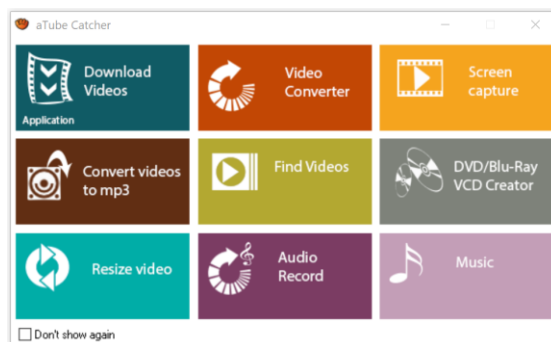 aTube Catcher
Download
Videos
Application
Video
Converter
Screen
capture
Convert videos
to mp3
Find Videos
DVD/Blu-Ray
VCD Creator
Resize video
Audio
Record
Music
Don't show again